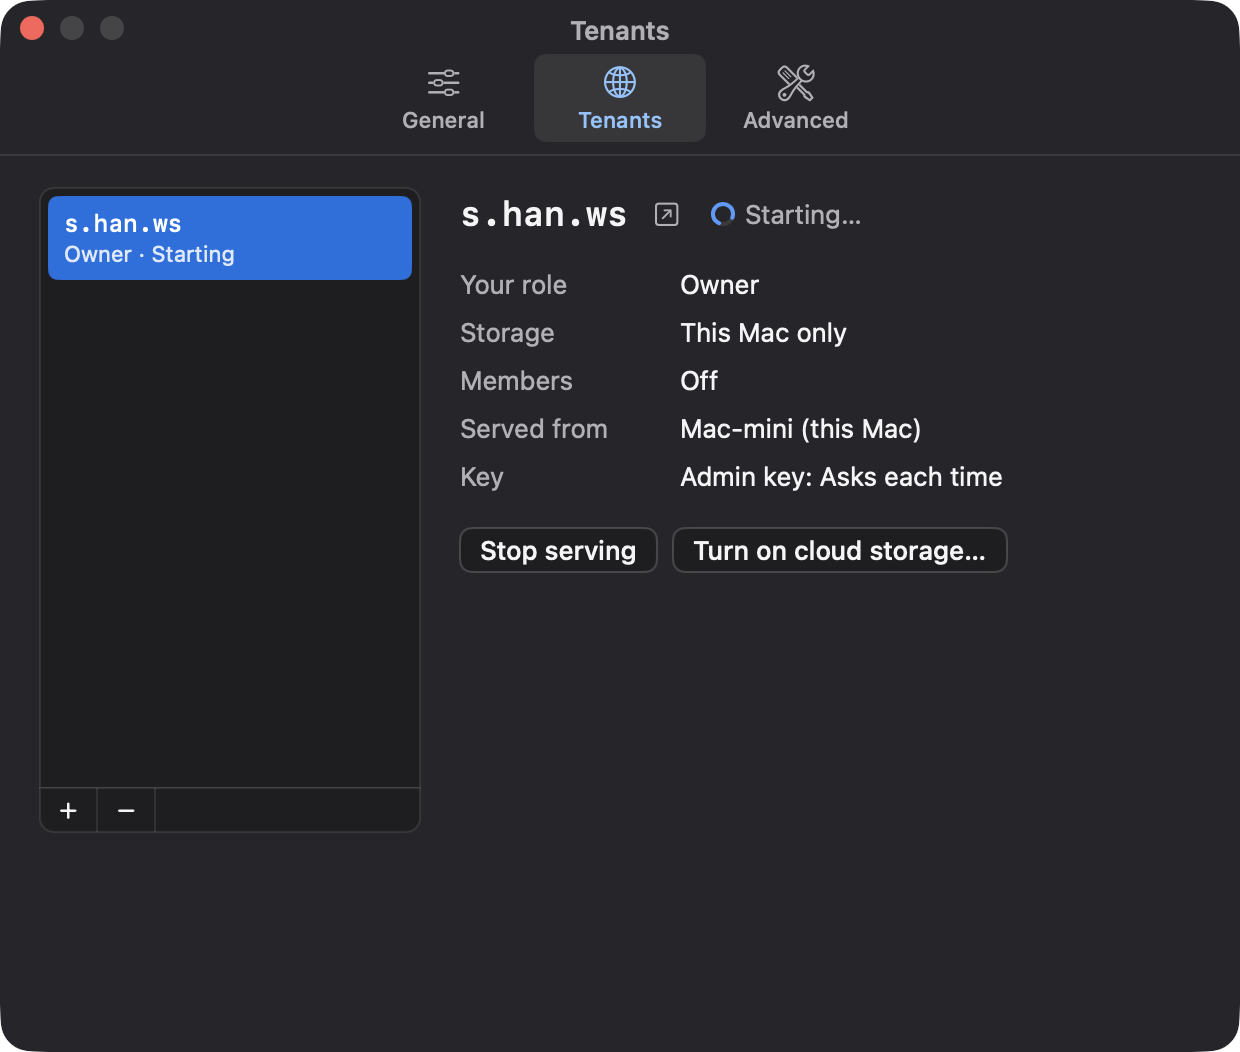 Tenants
General
Tenants
Advanced
s.han.ws
Owner · Starting
s.han.ws
Starting...
Your role
Owner
Storage
This Mac only
Members
Off
Served from
Mac-mini (this Mac)
Key
Admin key: Asks each time
Stop serving
Turn on cloud storage...
+
−